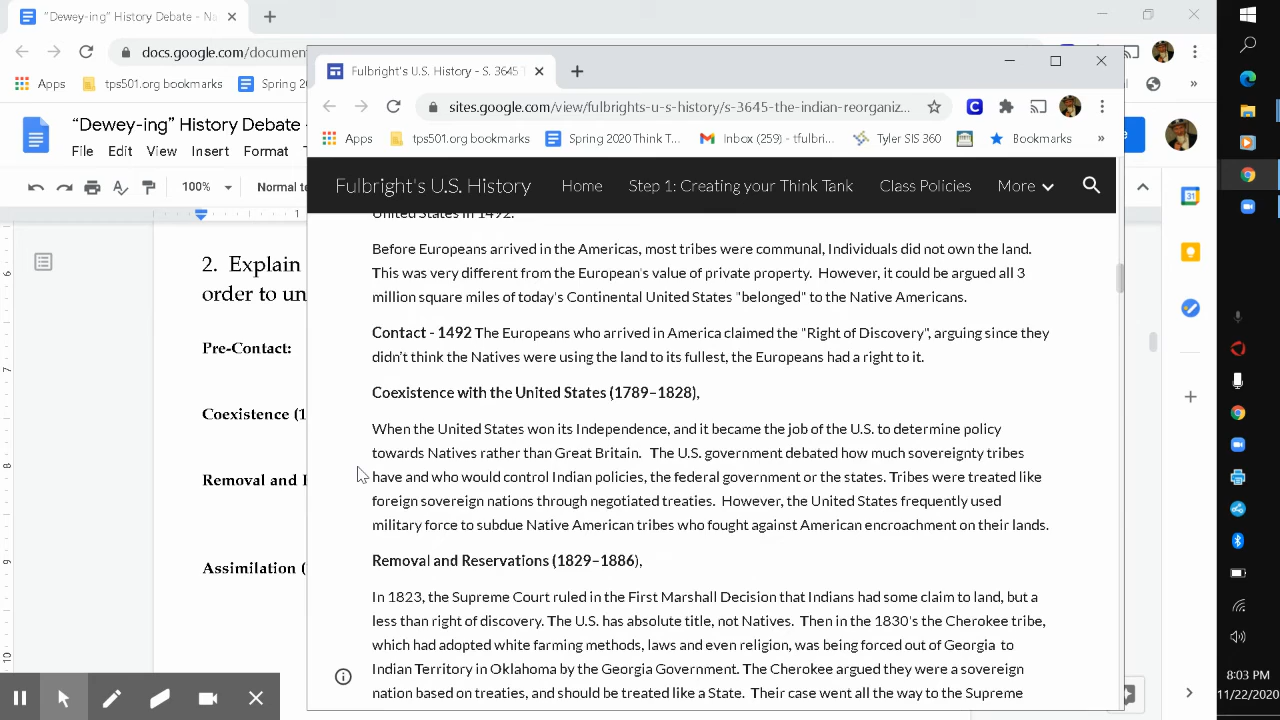 "Dewey-ing" History Debate - Na
docs.google.com/documen
Apps
tps501.org bookmarks
Spring 20
"Dewey-ing" History Debate -
File Edit View Insert Format
100%
Normal te
1
2. Explain
order to un
Pre-Contact:
Coexistence (1
Removal and
Assimilation (
6
7
8
9
10
Fulbright's U.S. History - S. 3645
sites.google.com/view/fulbrights-u-s-history/s-3645-the-indian-reorganiz...
Apps
tps501.org bookmarks
Spring 2020 Think T...
Inbox (259) - tfulbri...
Tyler SIS 360
Bookmarks
»
Fulbright's U.S. History
Home
Step 1: Creating your Think Tank
Class Policies
More
United States in 1492.
Before Europeans arrived in the Americas, most tribes were communal, Individuals did not own the land.
This was very different from the European's value of private property. However, it could be argued all 3
million square miles of today's Continental United States "belonged" to the Native Americans.
Contact - 1492 The Europeans who arrived in America claimed the "Right of Discovery", arguing since they
didn't think the Natives were using the land to its fullest, the Europeans had a right to it.
Coexistence with the United States (1789–1828),
When the United States won its Independence, and it became the job of the U.S. to determine policy
towards Natives rather than Great Britain. The U.S. government debated how much sovereignty tribes
have and who would control Indian policies, the federal government or the states. Tribes were treated like
foreign sovereign nations through negotiated treaties. However, the United States frequently used
military force to subdue Native American tribes who fought against American encroachment on their lands.
Removal and Reservations (1829–1886),
In 1823, the Supreme Court ruled in the First Marshall Decision that Indians had some claim to land, but a
less than right of discovery. The U.S. has absolute title, not Natives. Then in the 1830's the Cherokee tribe,
which had adopted white farming methods, laws and even religion, was being forced out of Georgia to
Indian Territory in Oklahoma by the Georgia Government. The Cherokee argued they were a sovereign
nation based on treaties, and should be treated like a State. Their case went all the way to the Supreme
»
e
31
8:03 PM
11/22/2020